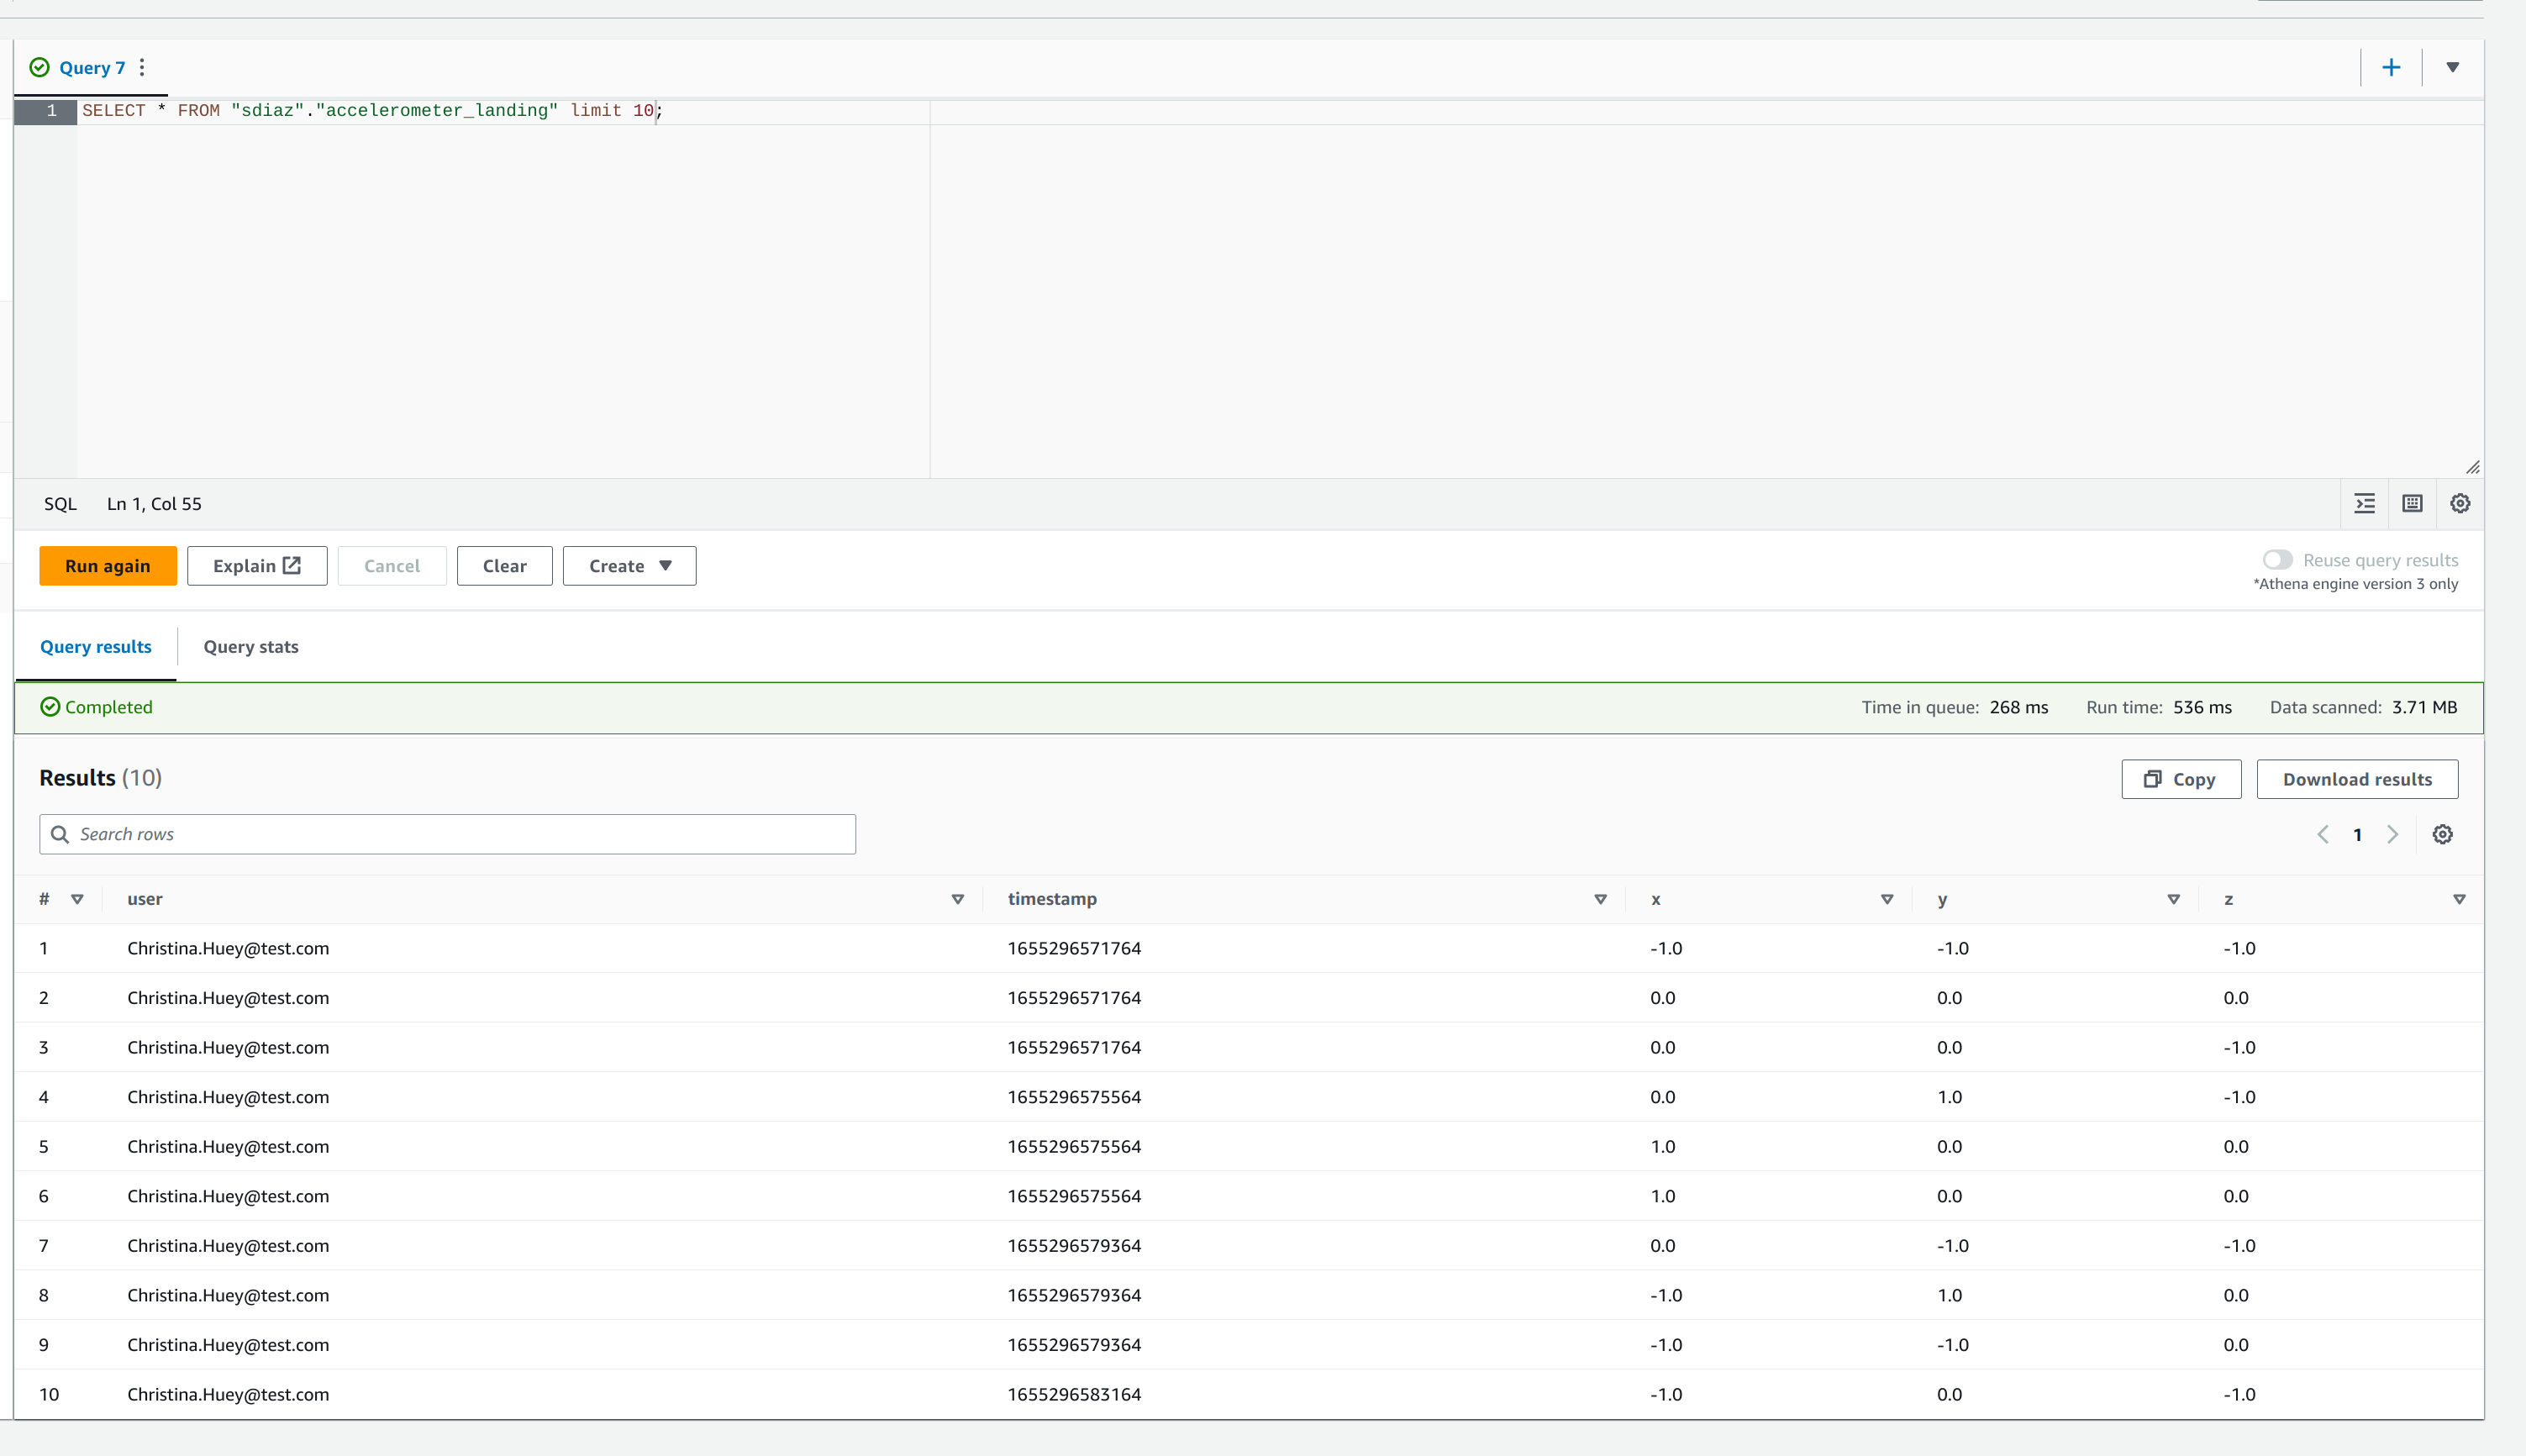 Query 7
1 SELECT * FROM "sdiaz"."accelerometer_landing" limit 10;
SQL Ln 1, Col 55
Run again Explain Cancel Clear Create Reuse query results
*Athena engine version 3 only
Query results Query stats
Completed Time in queue: 268 ms Run time: 536 ms Data scanned: 3.71 MB
Results (10) Copy Download results
Search rows 1
# user timestamp x y z
1 Christina.Huey@test.com 1655296571764 -1.0 -1.0 -1.0
2 Christina.Huey@test.com 1655296571764 0.0 0.0 0.0
3 Christina.Huey@test.com 1655296571764 0.0 0.0 -1.0
4 Christina.Huey@test.com 1655296575564 0.0 1.0 -1.0
5 Christina.Huey@test.com 1655296575564 1.0 0.0 0.0
6 Christina.Huey@test.com 1655296575564 1.0 0.0 0.0
7 Christina.Huey@test.com 1655296579364 0.0 -1.0 -1.0
8 Christina.Huey@test.com 1655296579364 -1.0 1.0 0.0
9 Christina.Huey@test.com 1655296579364 -1.0 -1.0 0.0
10 Christina.Huey@test.com 1655296583164 -1.0 0.0 -1.0